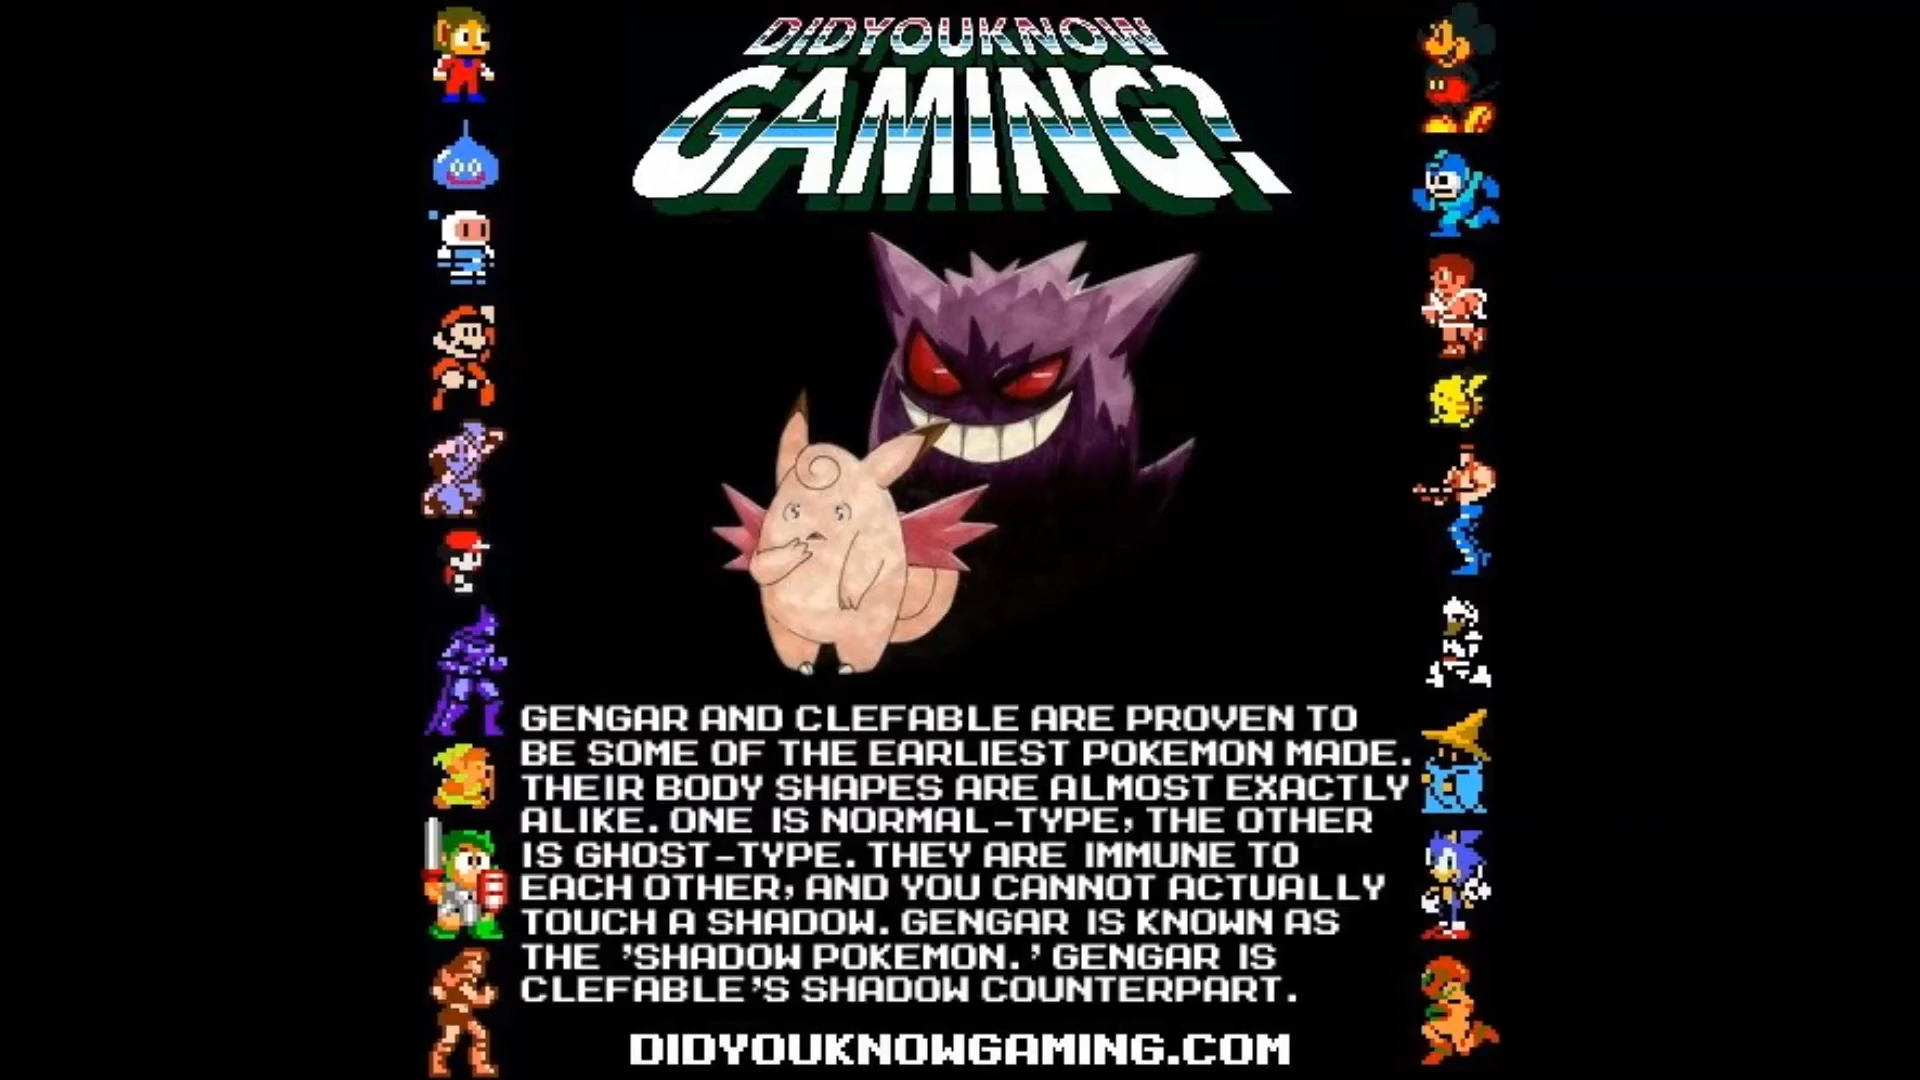 DIDYOUKNOW
GAMING?
GENGAR AND CLEFABLE ARE PROVEN TO
BE SOME OF THE EARLIEST POKEMON MADE.
THEIR BODY SHAPES ARE ALMOST EXACTLY
ALIKE. ONE IS NORMAL-TYPE, THE OTHER
IS GHOST-TYPE. THEY ARE IMMUNE TO
EACH OTHER, AND YOU CANNOT ACTUALLY
TOUCH A SHADOW. GENGAR IS KNOWN AS
THE 'SHADOW POKEMON.' GENGAR IS
CLEFABLE'S SHADOW COUNTERPART.
DIDYOUKNOWGAMING.COM